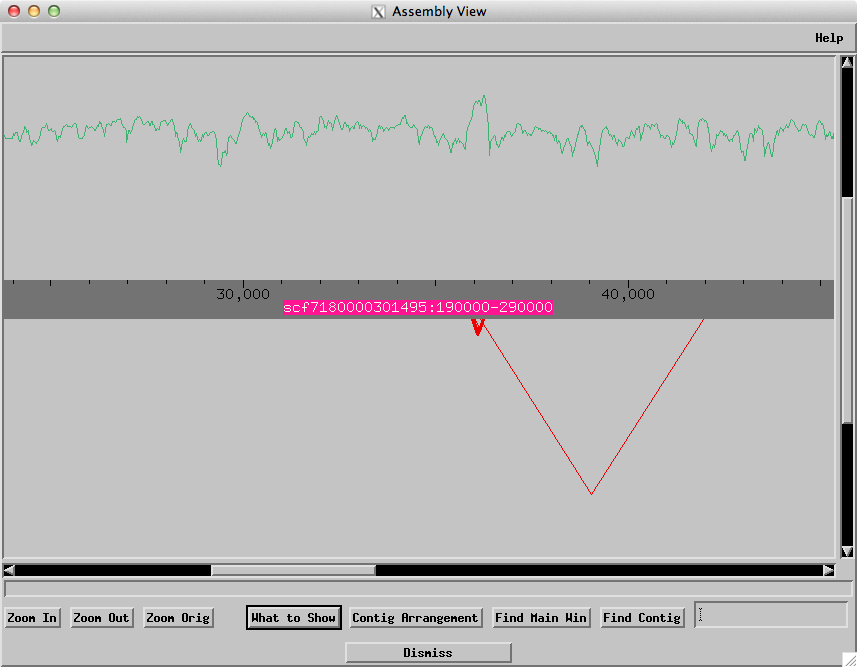 Assembly View
Help
30,000 40,000
scf7180000301495:190000-290000
Zoom In Zoom Out Zoom Orig What to Show Contig Arrangement Find Main Win Find Contig
Dismiss